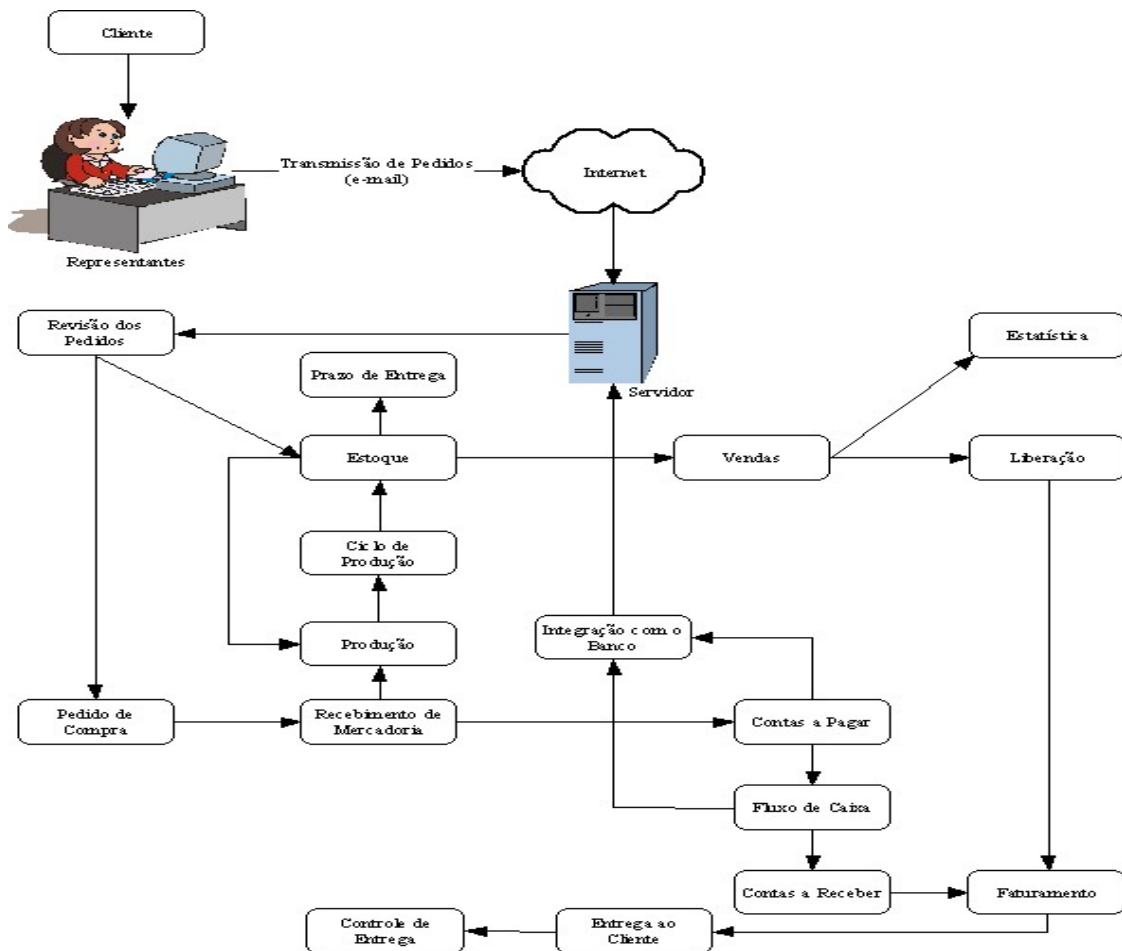 Cliente
Transmissão de Pedidos
(e-mail)
Internet
Representantes
Revisão dos
Pedidos
Estatística
Prazo de Entrega
Servidor
Estoque
Vendas
Liberação
Ciclo de
Produção
Produção
Integração com o
Banco
Pedido de
Compra
Recebimento de
Mercadoria
Contas a Pagar
Fluxo de Caixa
Contas a Receber
Faturamento
Controle de
Entrega
Entrega ao
Cliente